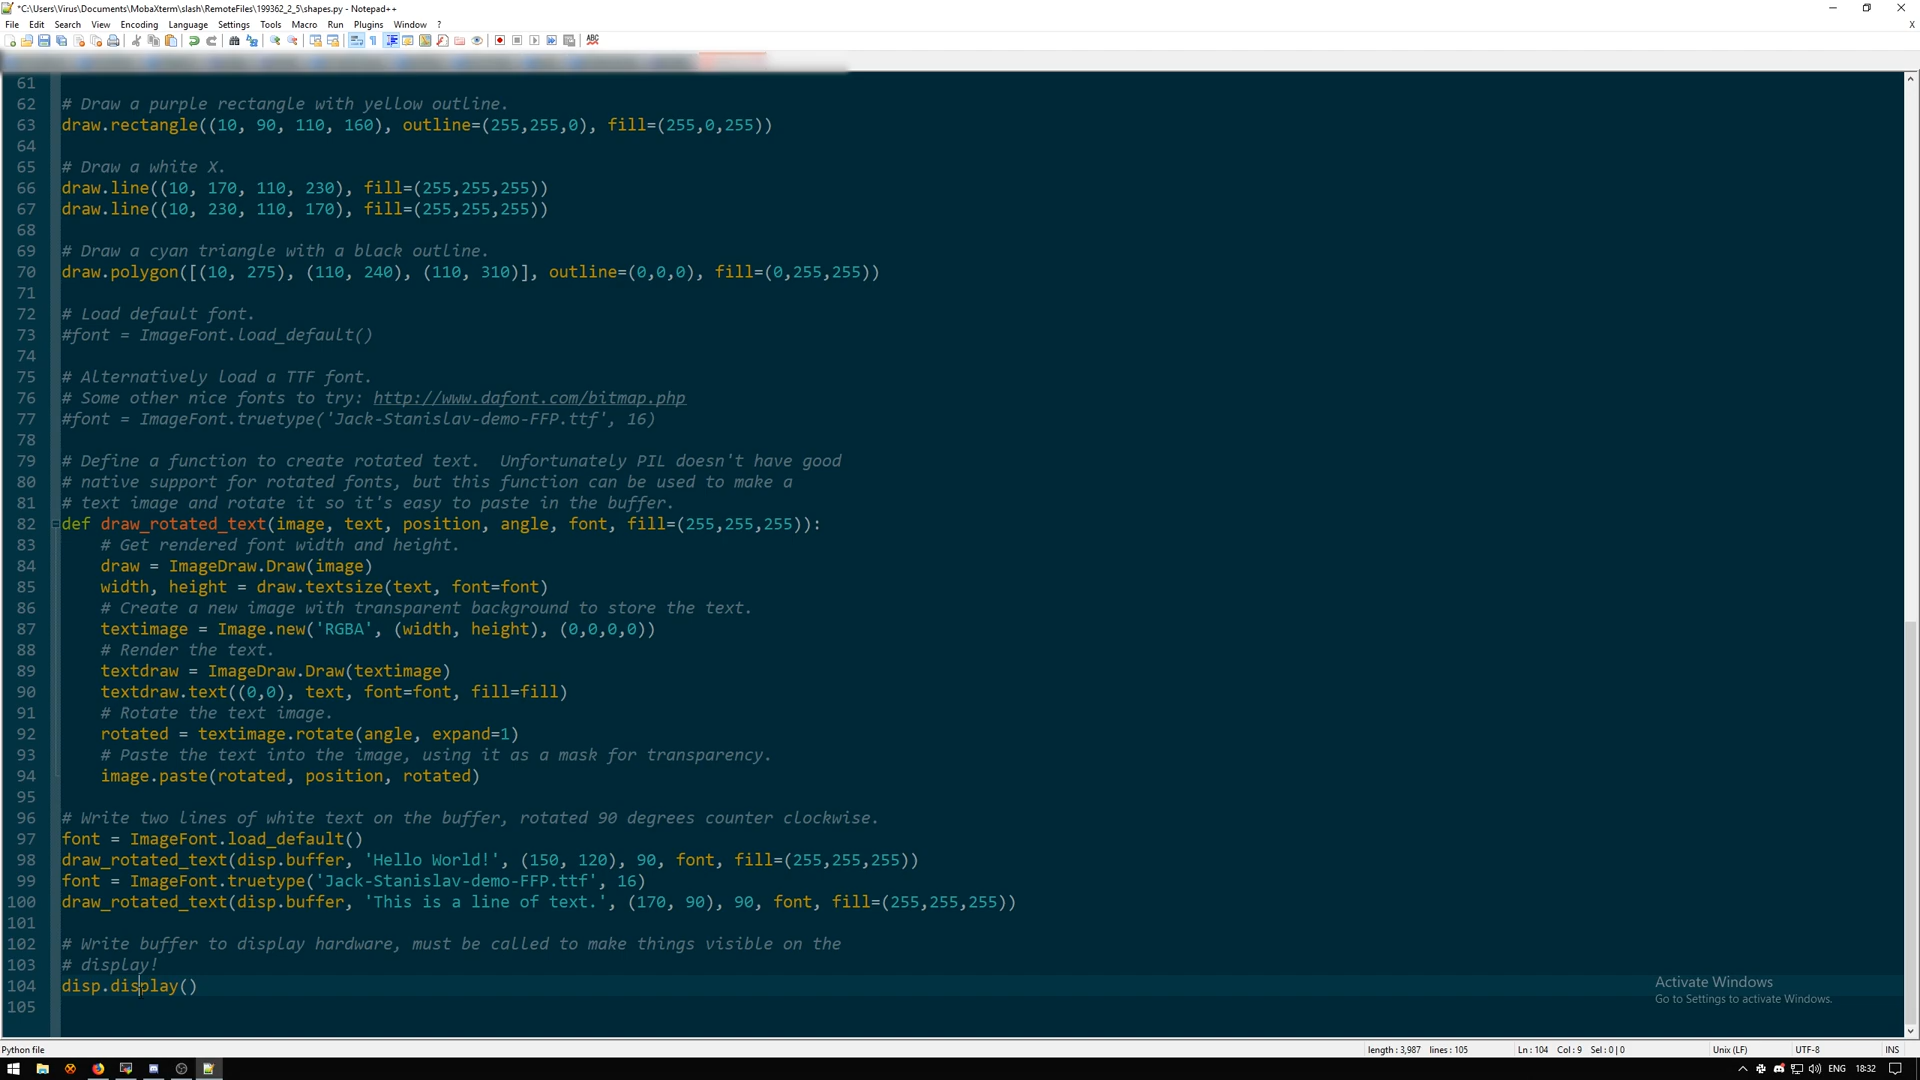 *C:\Users\Virus\Documents\MobaXterm\slash\RemoteFiles\199362_2_5\shapes.py - Notepad++
File Edit Search View Encoding Language Settings Tools Macro Run Plugins Window ? X
61
62 # Draw a purple rectangle with yellow outline.
63 draw.rectangle((10, 90, 110, 160), outline=(255,255,0), fill=(255,0,255))
64
65 # Draw a white X.
66 draw.line((10, 170, 110, 230), fill=(255,255,255))
67 draw.line((10, 230, 110, 170), fill=(255,255,255))
68
69 # Draw a cyan triangle with a black outline.
70 draw.polygon([(10, 275), (110, 240), (110, 310)], outline=(0,0,0), fill=(0,255,255))
71
72 # Load default font.
73 #font = ImageFont.load_default()
74
75 # Alternatively load a TTF font.
76 # Some other nice fonts to try: http://www.dafont.com/bitmap.php
77 #font = ImageFont.truetype('Jack-Stanislav-demo-FFP.ttf', 16)
78
79 # Define a function to create rotated text.  Unfortunately PIL doesn't have good
80 # native support for rotated fonts, but this function can be used to make a
81 # text image and rotate it so it's easy to paste in the buffer.
82 def draw_rotated_text(image, text, position, angle, font, fill=(255,255,255)):
83     # Get rendered font width and height.
84     draw = ImageDraw.Draw(image)
85     width, height = draw.textsize(text, font=font)
86     # Create a new image with transparent background to store the text.
87     textimage = Image.new('RGBA', (width, height), (0,0,0,0))
88     # Render the text.
89     textdraw = ImageDraw.Draw(textimage)
90     textdraw.text((0,0), text, font=font, fill=fill)
91     # Rotate the text image.
92     rotated = textimage.rotate(angle, expand=1)
93     # Paste the text into the image, using it as a mask for transparency.
94     image.paste(rotated, position, rotated)
95
96 # Write two lines of white text on the buffer, rotated 90 degrees counter clockwise.
97 font = ImageFont.load_default()
98 draw_rotated_text(disp.buffer, 'Hello World!', (150, 120), 90, font, fill=(255,255,255))
99 font = ImageFont.truetype('Jack-Stanislav-demo-FFP.ttf', 16)
100 draw_rotated_text(disp.buffer, 'This is a line of text.', (170, 90), 90, font, fill=(255,255,255))
101
102 # Write buffer to display hardware, must be called to make things visible on the
103 # display!
104 disp.display()
105
Activate Windows
Go to Settings to activate Windows.
Python file length : 3,987 lines : 105 Ln : 104 Col : 9 Sel : 0 | 0 Unix (LF) UTF-8 INS
ENG 18:32